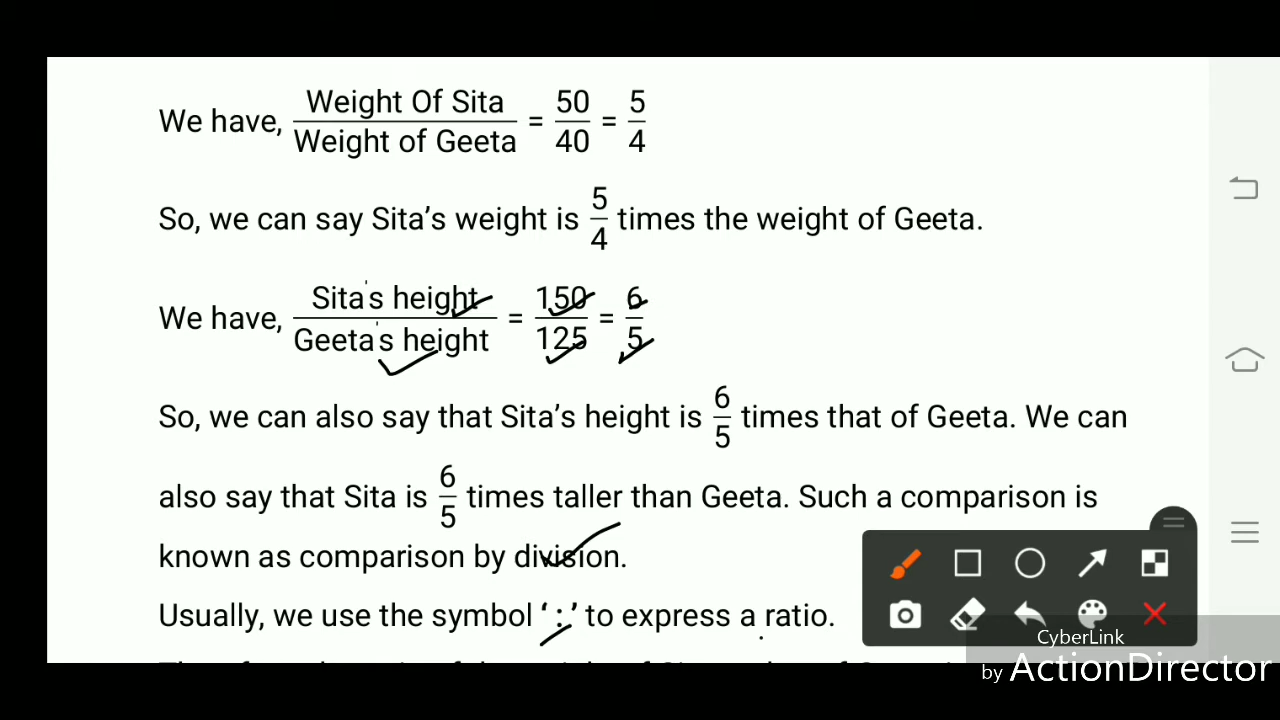 We have, Weight Of Sita / Weight of Geeta = 50/40 = 5/4
So, we can say Sita’s weight is 5/4 times the weight of Geeta.
We have, Sita's height / Geeta's height = 150/125 = 6/5
So, we can also say that Sita’s height is 6/5 times that of Geeta. We can
also say that Sita is 6/5 times taller than Geeta. Such a comparison is
known as comparison by division.
Usually, we use the symbol ‘ : ’ to express a ratio.
CyberLink
by ActionDirector